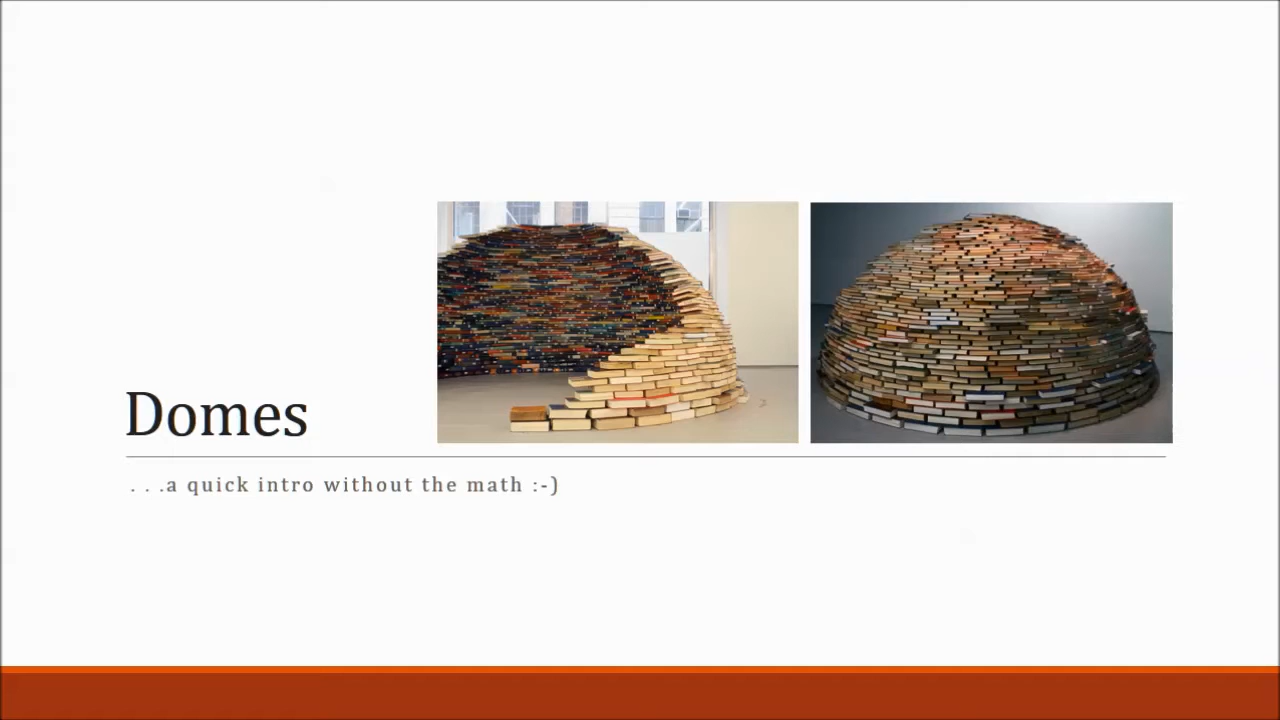 Domes
. . .a quick intro without the math :-)